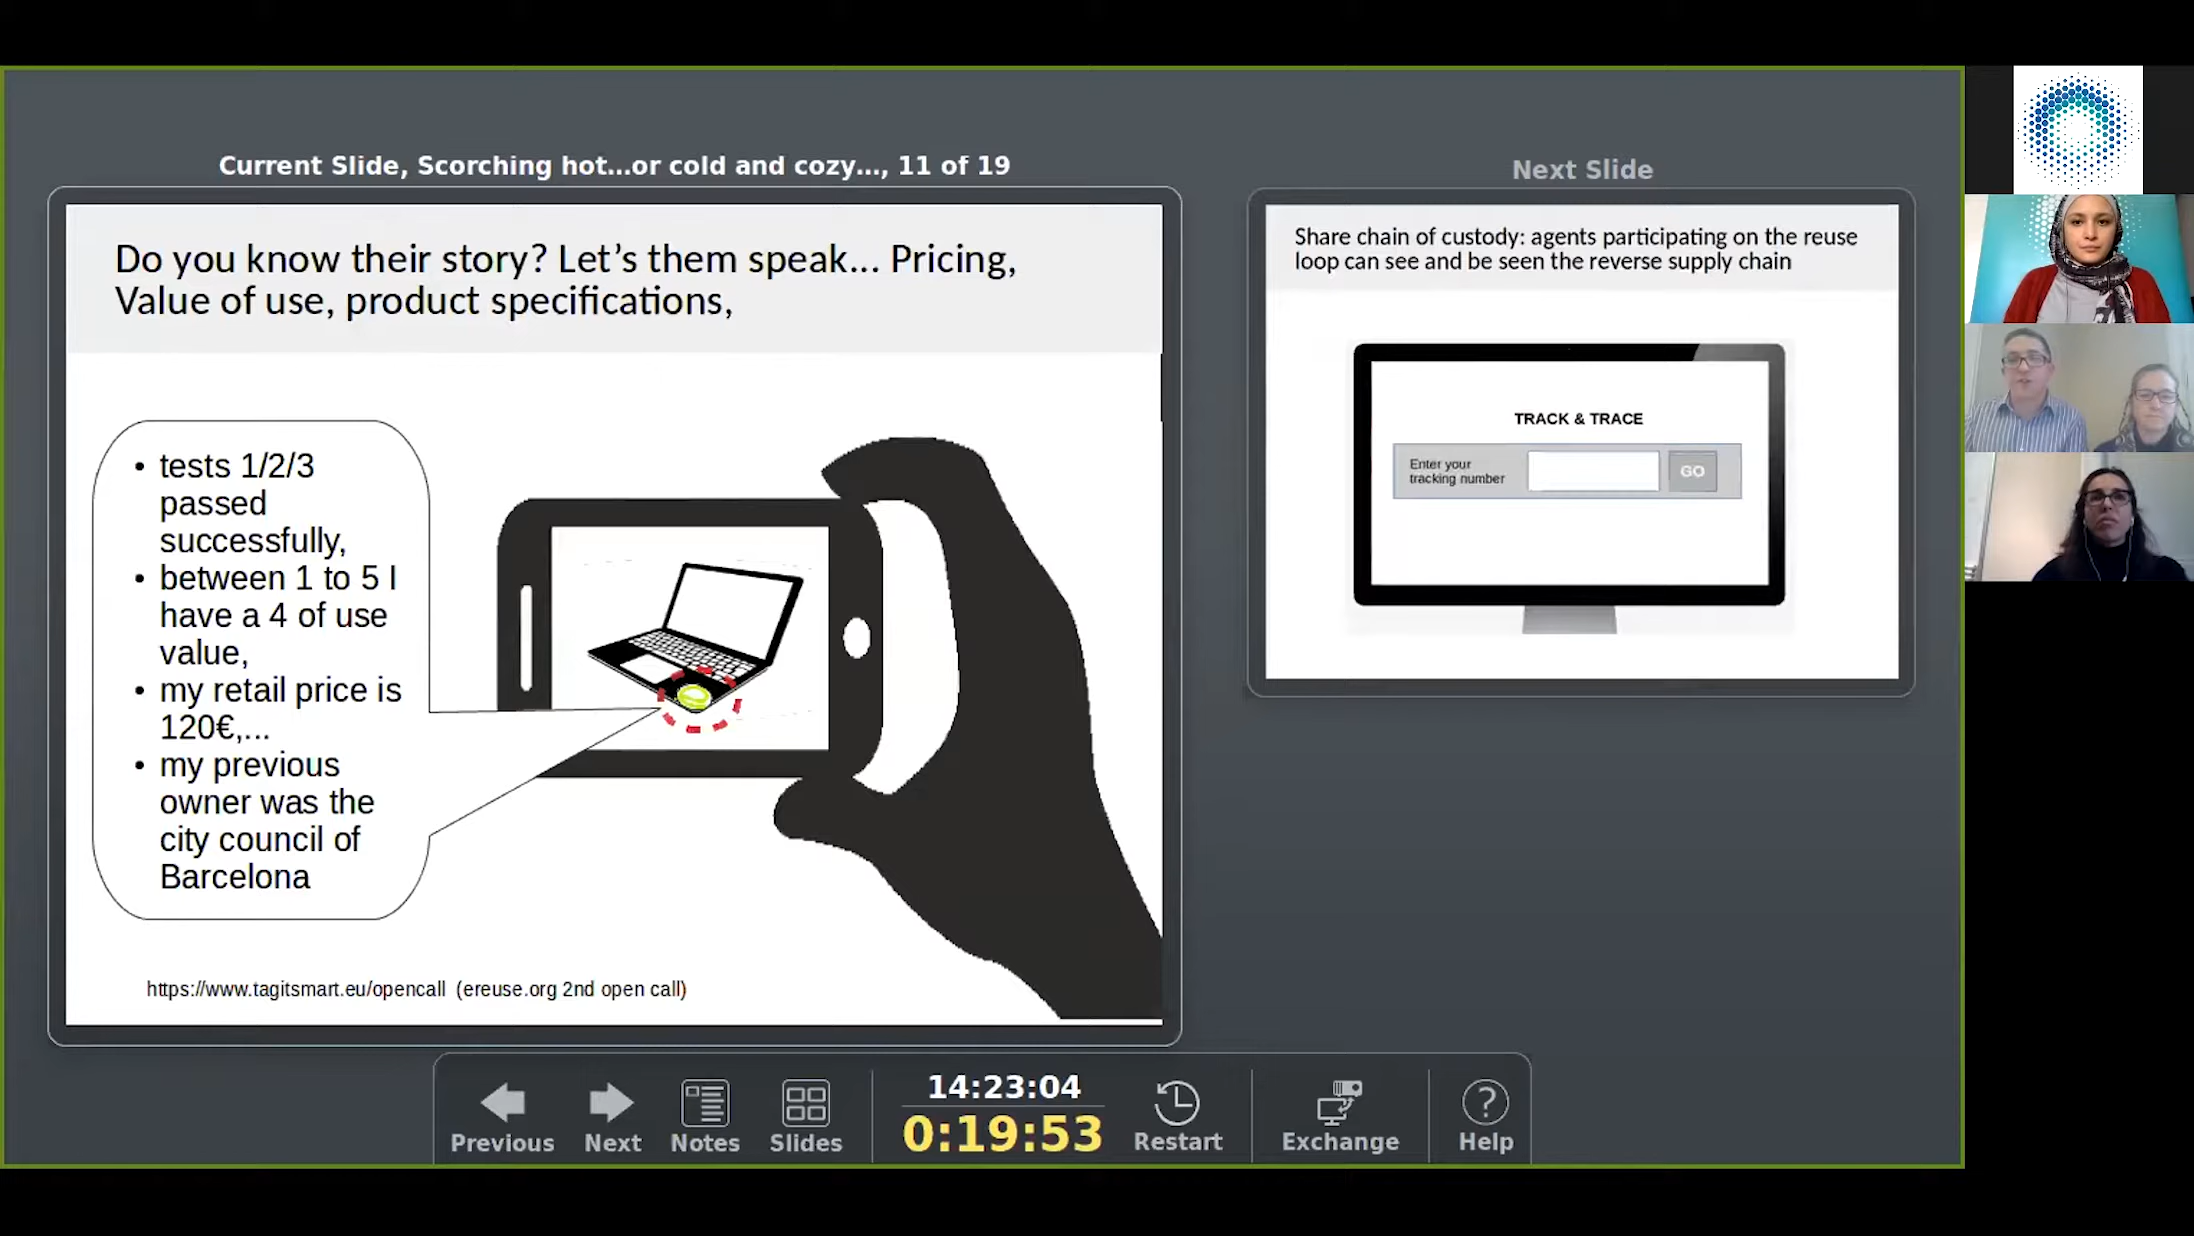 Current Slide, Scorching hot...or cold and cozy..., 11 of 19
Do you know their story? Let’s them speak... Pricing,
Value of use, product specifications,
• tests 1/2/3
passed
successfully,
• between 1 to 5 I
have a 4 of use
value,
• my retail price is
120€,...
• my previous
owner was the
city council of
Barcelona
https://www.tagitsmart.eu/opencall (ereuse.org 2nd open call)
Next Slide
Share chain of custody: agents participating on the reuse
loop can see and be seen the reverse supply chain
TRACK & TRACE
Enter your
tracking number
GO
Previous
Next
Notes
Slides
14:23:04
0:19:53
Restart
Exchange
Help